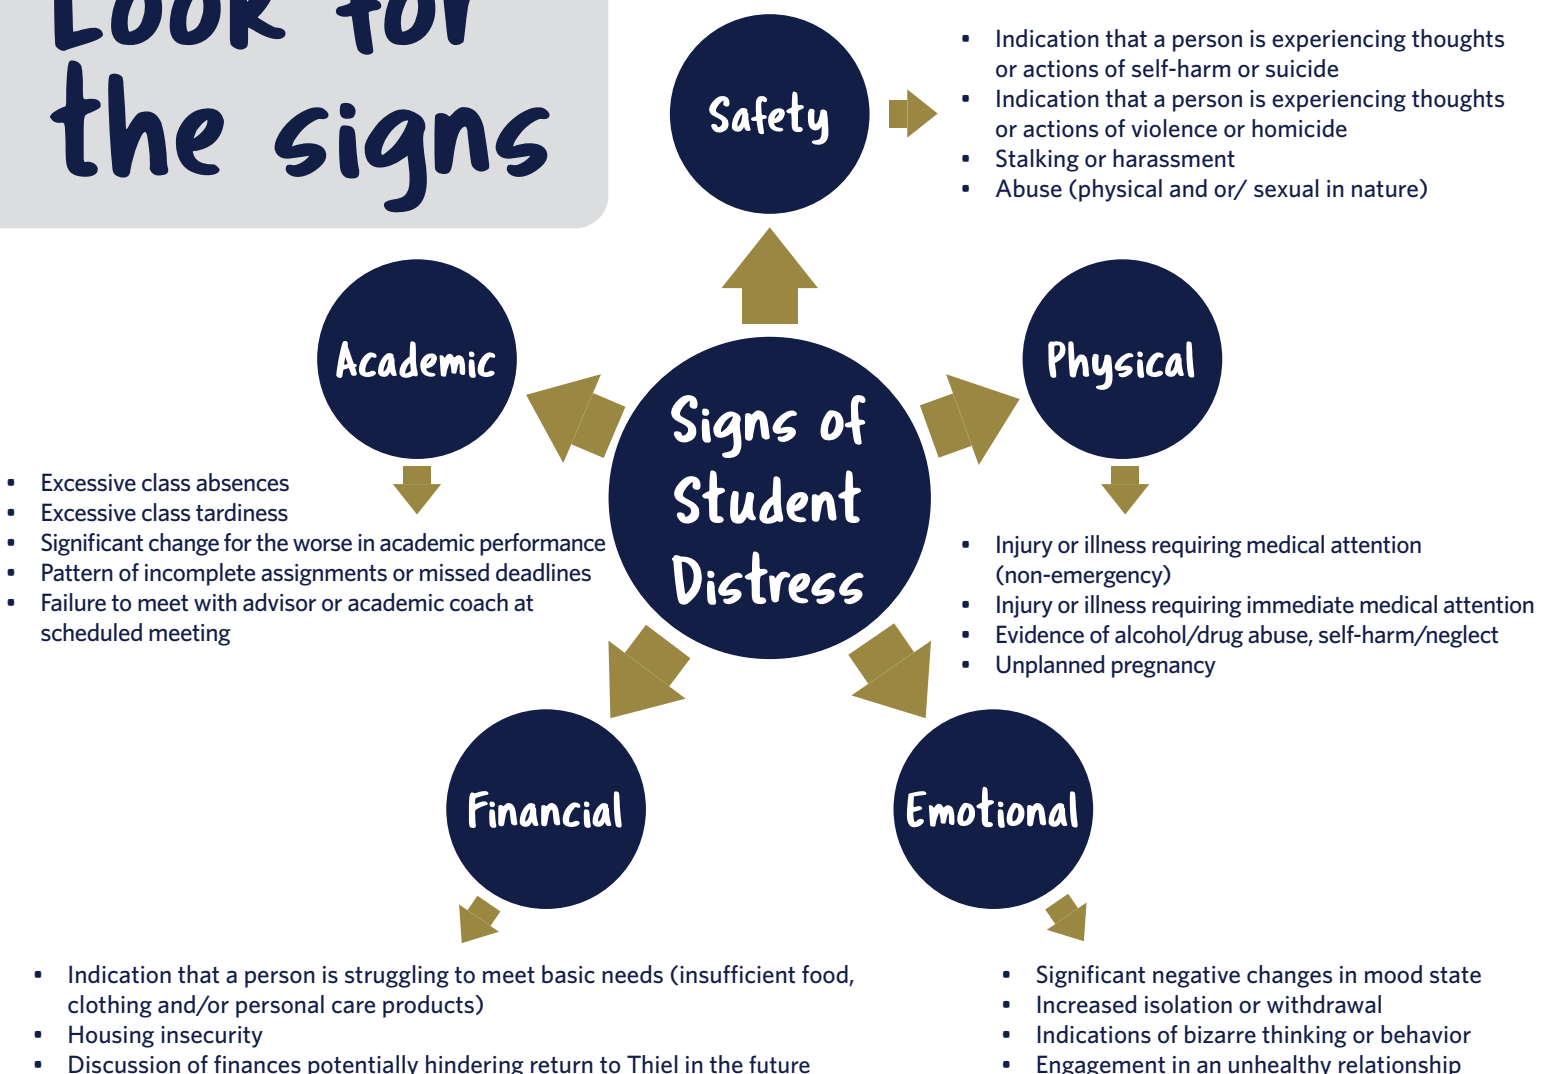 Look for
the signs
Safety
▪ Indication that a person is experiencing thoughts
or actions of self-harm or suicide
▪ Indication that a person is experiencing thoughts
or actions of violence or homicide
▪ Stalking or harassment
▪ Abuse (physical and or/ sexual in nature)
Academic
▪ Excessive class absences
▪ Excessive class tardiness
▪ Significant change for the worse in academic performance
▪ Pattern of incomplete assignments or missed deadlines
▪ Failure to meet with advisor or academic coach at
scheduled meeting
Signs of
Student
Distress
Physical
▪ Injury or illness requiring medical attention
(non-emergency)
▪ Injury or illness requiring immediate medical attention
▪ Evidence of alcohol/drug abuse, self-harm/neglect
▪ Unplanned pregnancy
Financial
▪ Indication that a person is struggling to meet basic needs (insufficient food,
clothing and/or personal care products)
▪ Housing insecurity
▪ Discussion of finances potentially hindering return to Thiel in the future
Emotional
▪ Significant negative changes in mood state
▪ Increased isolation or withdrawal
▪ Indications of bizarre thinking or behavior
▪ Engagement in an unhealthy relationship